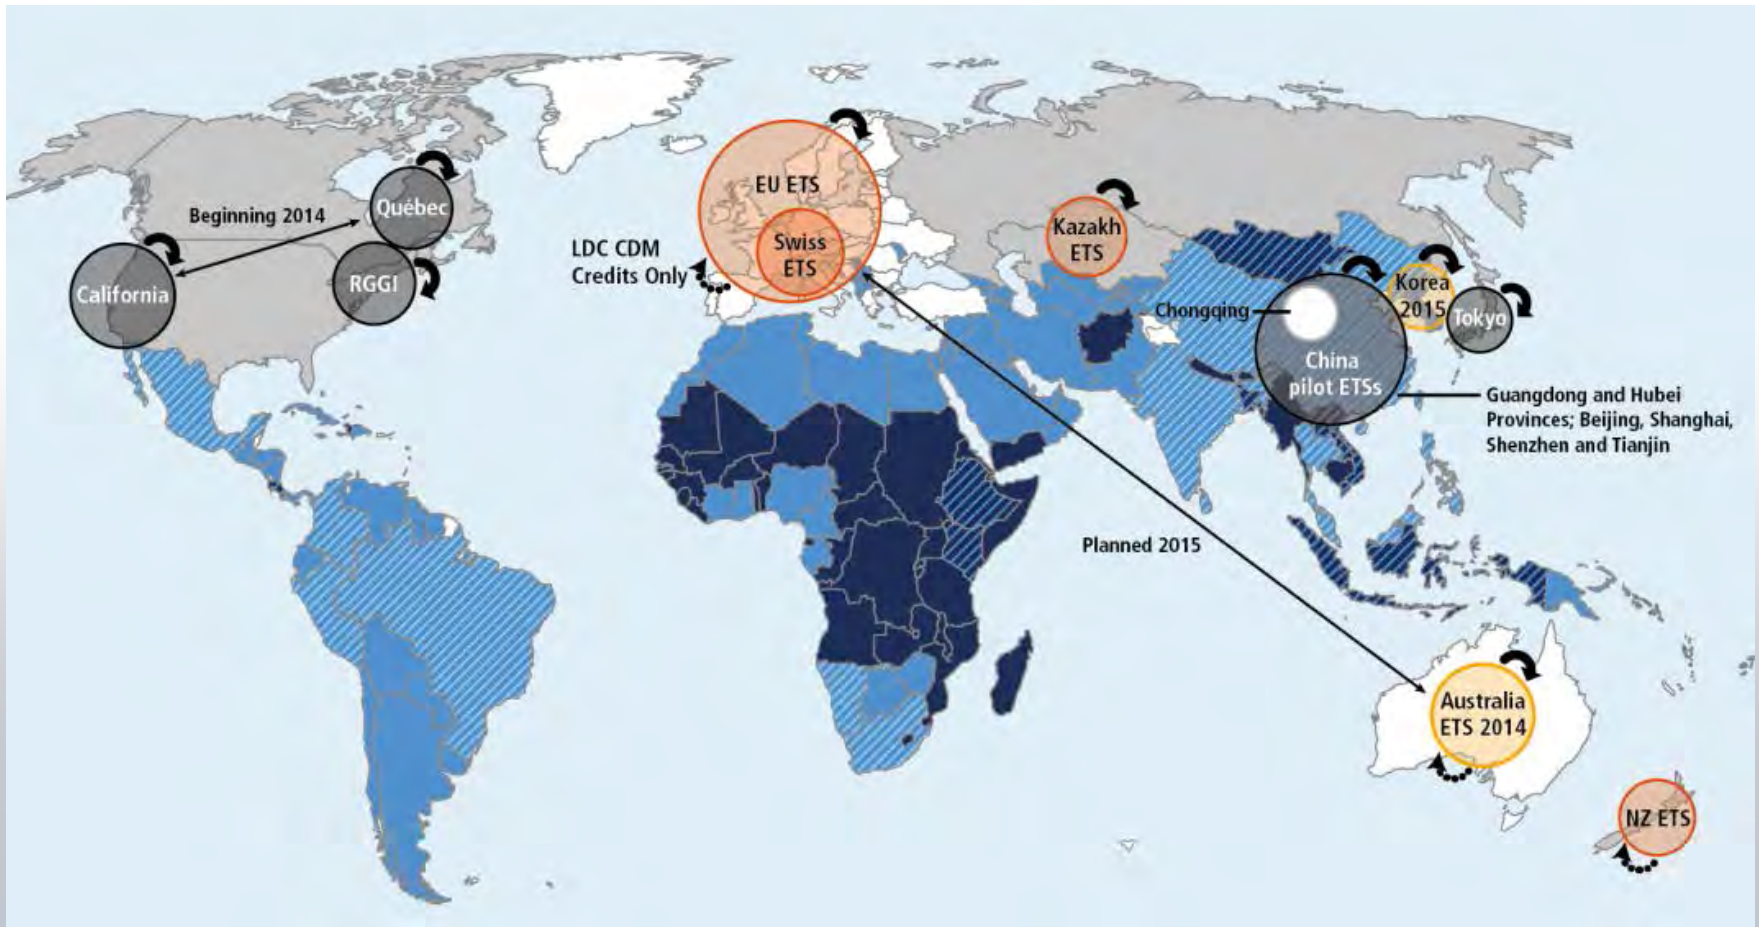 Québec
Beginning 2014
California
RGGI
EU ETS
Swiss
ETS
LDC CDM
Credits Only
Kazakh
ETS
Korea
2015
Tokyo
Chongqing
China
pilot ETSs
Guangdong and Hubei
Provinces; Beijing, Shanghai,
Shenzhen and Tianjin
Planned 2015
Australia
ETS 2014
NZ ETS